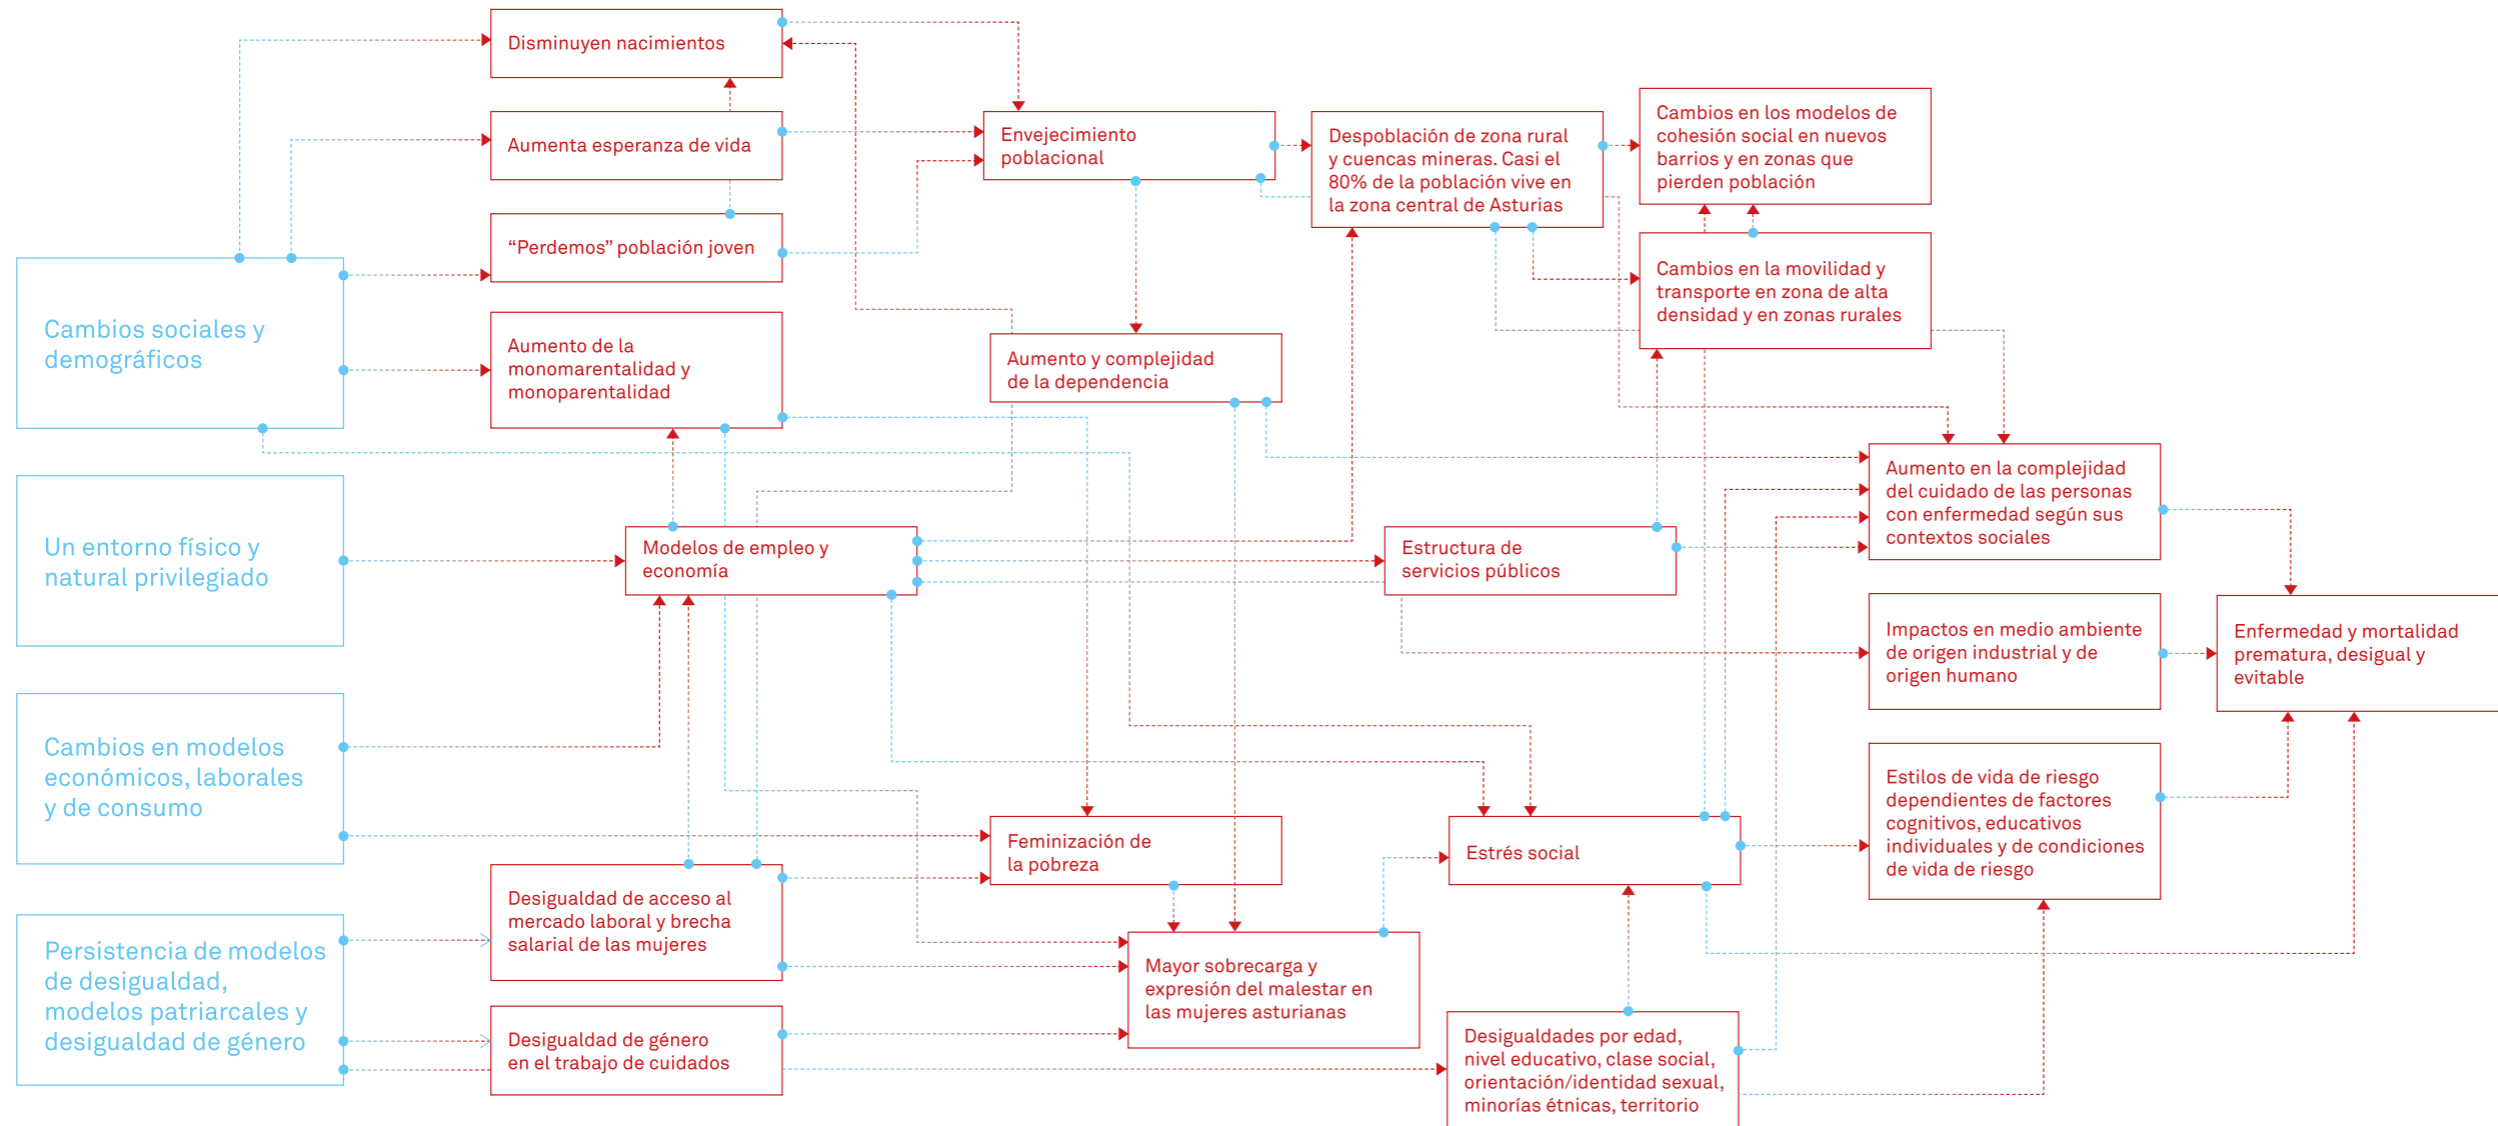 Disminuyen nacimientos
Aumenta esperanza de vida
“Perdemos” población joven
Cambios sociales y
demográficos
Aumento de la
monomarentalidad y
monoparentalidad
Envejecimiento
poblacional
Despoblación de zona rural
y cuencas mineras. Casi el
80% de la población vive en
la zona central de Asturias
Cambios en los modelos de
cohesión social en nuevos
barrios y en zonas que
pierden población
Cambios en la movilidad y
transporte en zona de alta
densidad y en zonas rurales
Aumento y complejidad
de la dependencia
Un entorno físico y
natural privilegiado
Modelos de empleo y
economía
Estructura de
servicios públicos
Aumento en la complejidad
del cuidado de las personas
con enfermedad según sus
contextos sociales
Impactos en medio ambiente
de origen industrial y de
origen humano
Enfermedad y mortalidad
prematura, desigual y
evitable
Cambios en modelos
económicos, laborales
y de consumo
Feminización de
la pobreza
Estrés social
Estilos de vida de riesgo
dependientes de factores
cognitivos, educativos
individuales y de condiciones
de vida de riesgo
Persistencia de modelos
de desigualdad,
modelos patriarcales y
desigualdad de género
Desigualdad de acceso al
mercado laboral y brecha
salarial de las mujeres
Desigualdad de género
en el trabajo de cuidados
Mayor sobrecarga y
expresión del malestar en
las mujeres asturianas
Desigualdades por edad,
nivel educativo, clase social,
orientación/identidad sexual,
minorías étnicas, territorio